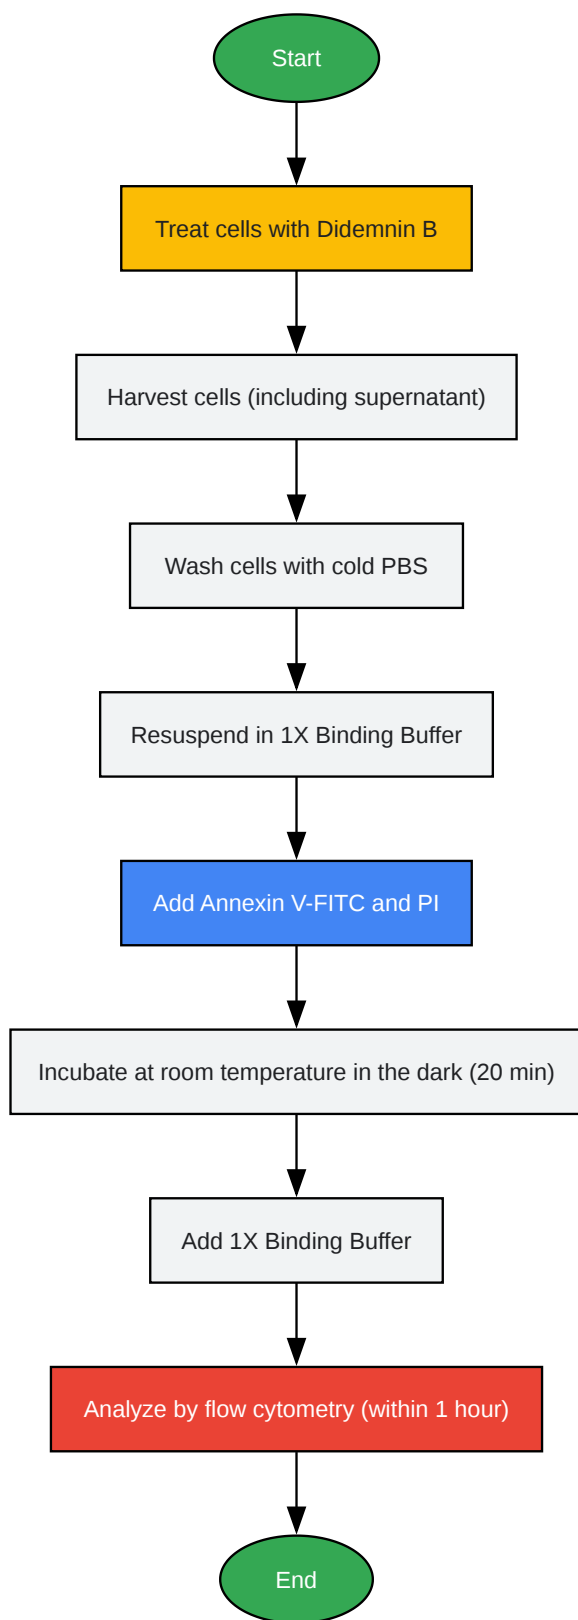 Start
Treat cells with Didemnin B
Harvest cells (including supernatant)
Wash cells with cold PBS
Resuspend in 1X Binding Buffer
Add Annexin V-FITC and PI
Incubate at room temperature in the dark (20 min)
Add 1X Binding Buffer
Analyze by flow cytometry (within 1 hour)
End